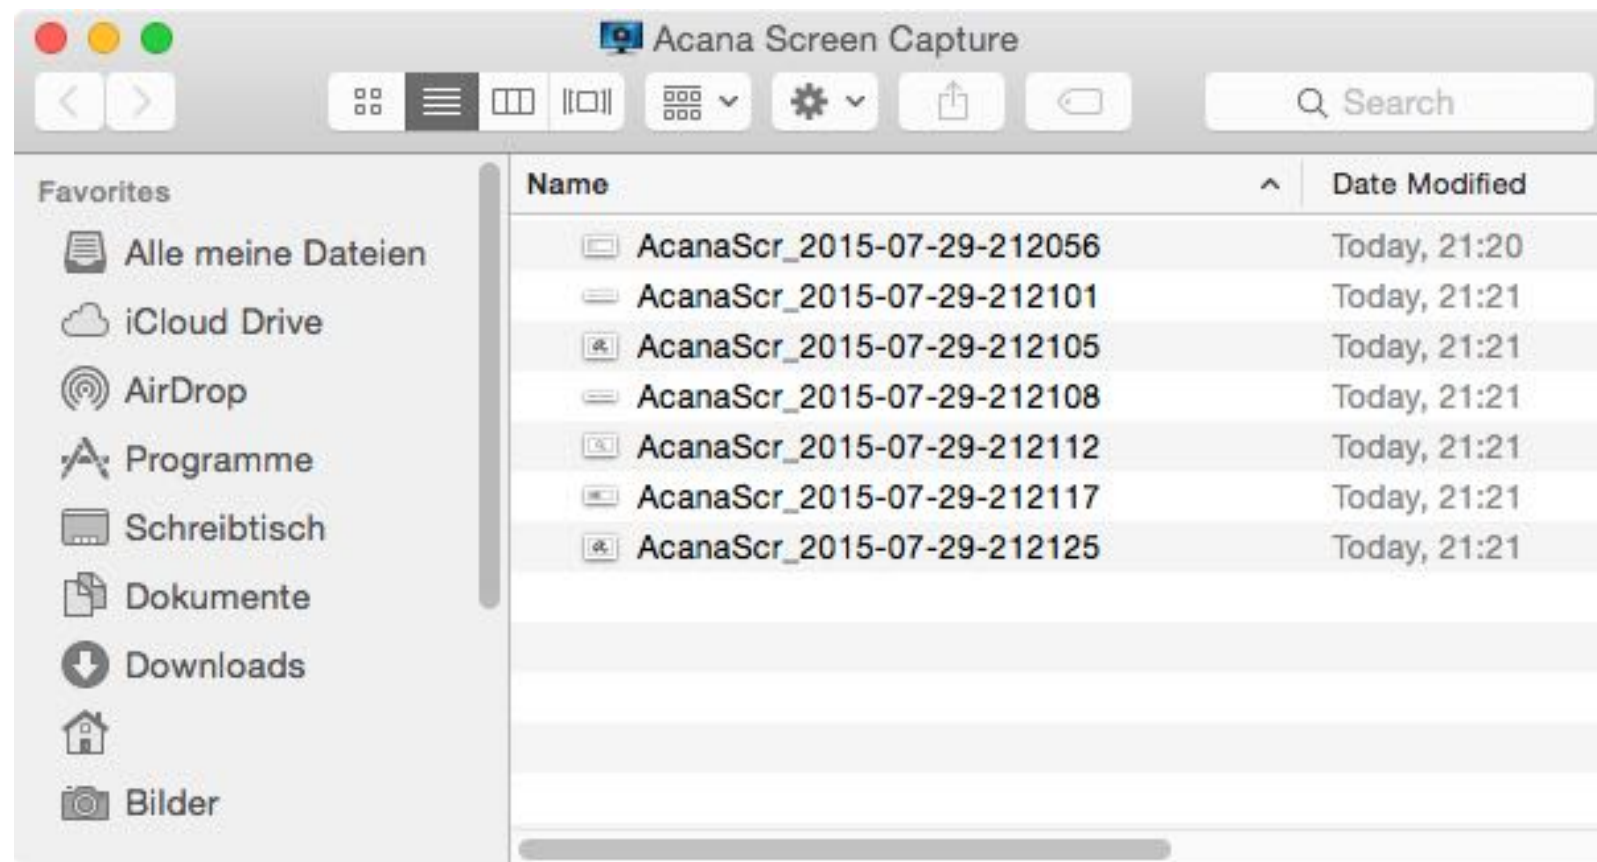 Acana Screen Capture
Search
Favorites
Alle meine Dateien
iCloud Drive
AirDrop
Programme
Schreibtisch
Dokumente
Downloads
Bilder
Name
Date Modified
AcanaScr_2015-07-29-212056 Today, 21:20
AcanaScr_2015-07-29-212101 Today, 21:21
AcanaScr_2015-07-29-212105 Today, 21:21
AcanaScr_2015-07-29-212108 Today, 21:21
AcanaScr_2015-07-29-212112 Today, 21:21
AcanaScr_2015-07-29-212117 Today, 21:21
AcanaScr_2015-07-29-212125 Today, 21:21